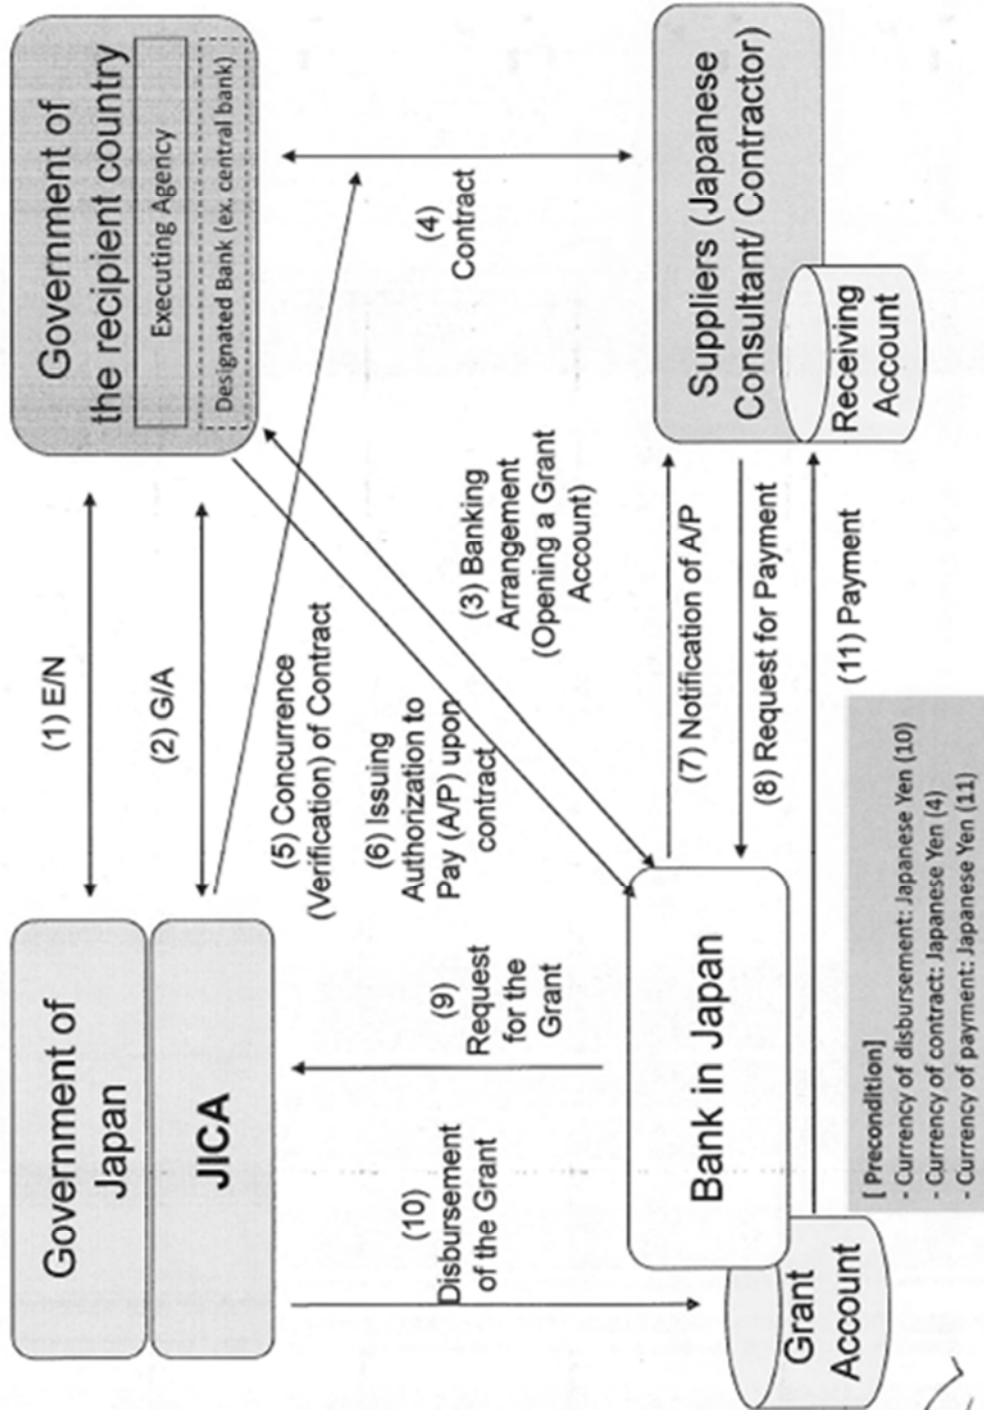 Government of
Japan
JICA
(1) E/N
(2) G/A
Government of
the recipient country
Executing Agency
Designated Bank (ex. central bank)
(5) Concurrence
(Verification) of Contract
(6) Issuing
Authorization to
Pay (A/P) upon
contract
(4)
Contract
(9)
Request
for the
Grant
(10)
Disbursement
of the Grant
(3) Banking
Arrangement
(Opening a Grant
Account)
Bank in Japan
Grant
Account
(7) Notification of A/P
(8) Request for Payment
(11) Payment
Suppliers (Japanese
Consultant/ Contractor)
Receiving
Account
[ Precondition]
- Currency of disbursement: Japanese Yen (10)
- Currency of contract: Japanese Yen (4)
- Currency of payment: Japanese Yen (11)